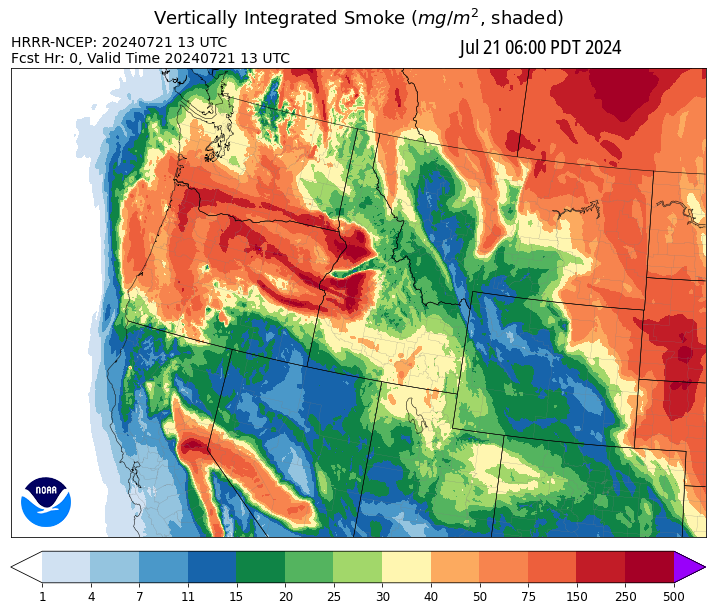 Vertically Integrated Smoke (mg/m², shaded)
HRRR-NCEP: 20240721 13 UTC
Jul 21 06:00 PDT 2024
Fcst Hr: 0, Valid Time 20240721 13 UTC
NOAA
1 4 7 11 15 20 25 30 40 50 75 150 250 500